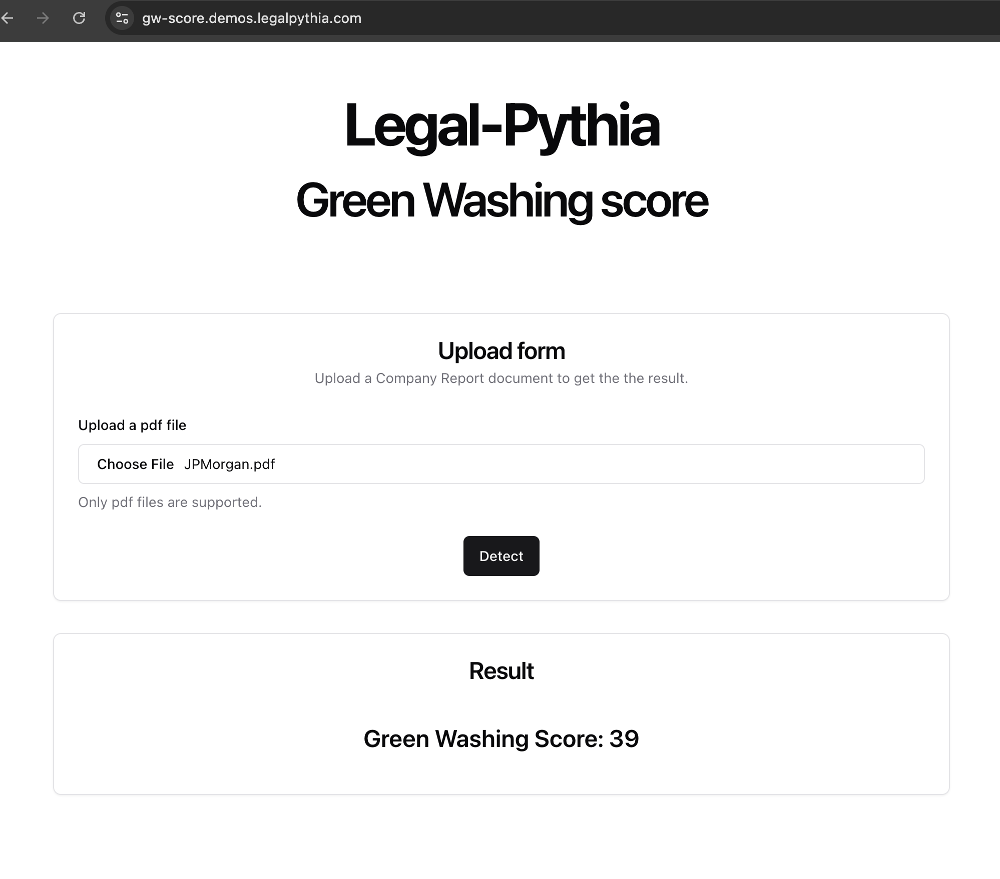 gw-score.demos.legalpythia.com
Legal-Pythia
Green Washing score
Upload form
Upload a Company Report document to get the the result.
Upload a pdf file
Choose File JPMorgan.pdf
Only pdf files are supported.
Detect
Result
Green Washing Score: 39